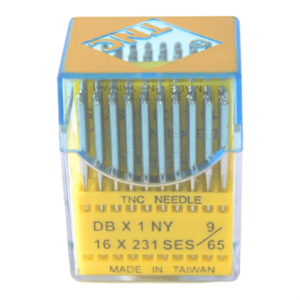 TNC
TNC NEEDLE
DB X 1 NY 9/
16 X 231 SES /65
MADE IN TAIWAN